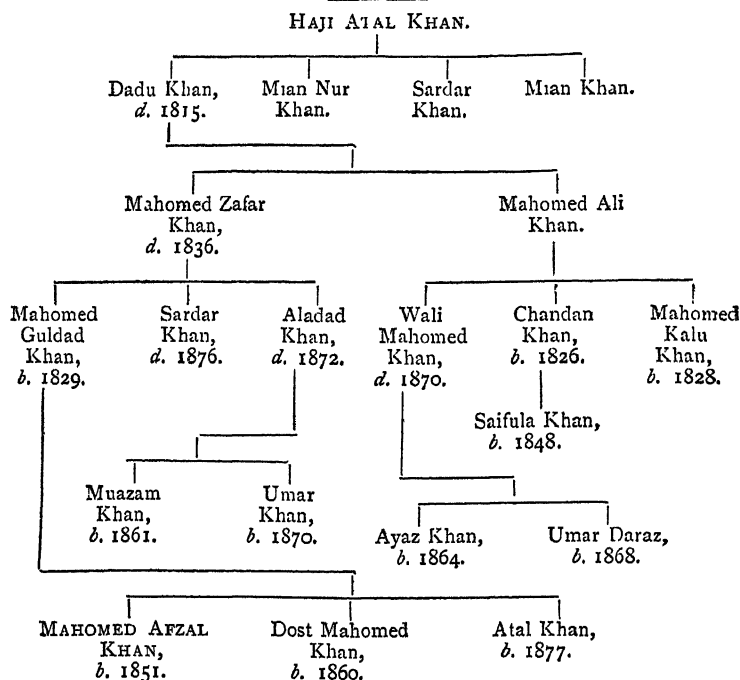 HAJI ATAL KHAN.
Dadu Khan,
d. 1815.
Mian Nur
Khan.
Sardar
Khan.
Mian Khan.
Mahomed Zafar
Khan,
d. 1836.
Mahomed Ali
Khan.
Mahomed
Guldad
Khan,
b. 1829.
Sardar
Khan,
d. 1876.
Aladad
Khan,
d. 1872.
Wali
Mahomed
Khan,
d. 1870.
Chandan
Khan,
b. 1826.
Mahomed
Kalu
Khan,
b. 1828.
Saifula Khan,
b. 1848.
Muazam
Khan,
b. 1861.
Umar
Khan,
b. 1870.
Ayaz Khan,
b. 1864.
Umar Daraz,
b. 1868.
MAHOMED AFZAL
KHAN,
b. 1851.
Dost Mahomed
Khan,
b. 1860.
Atal Khan,
b. 1877.